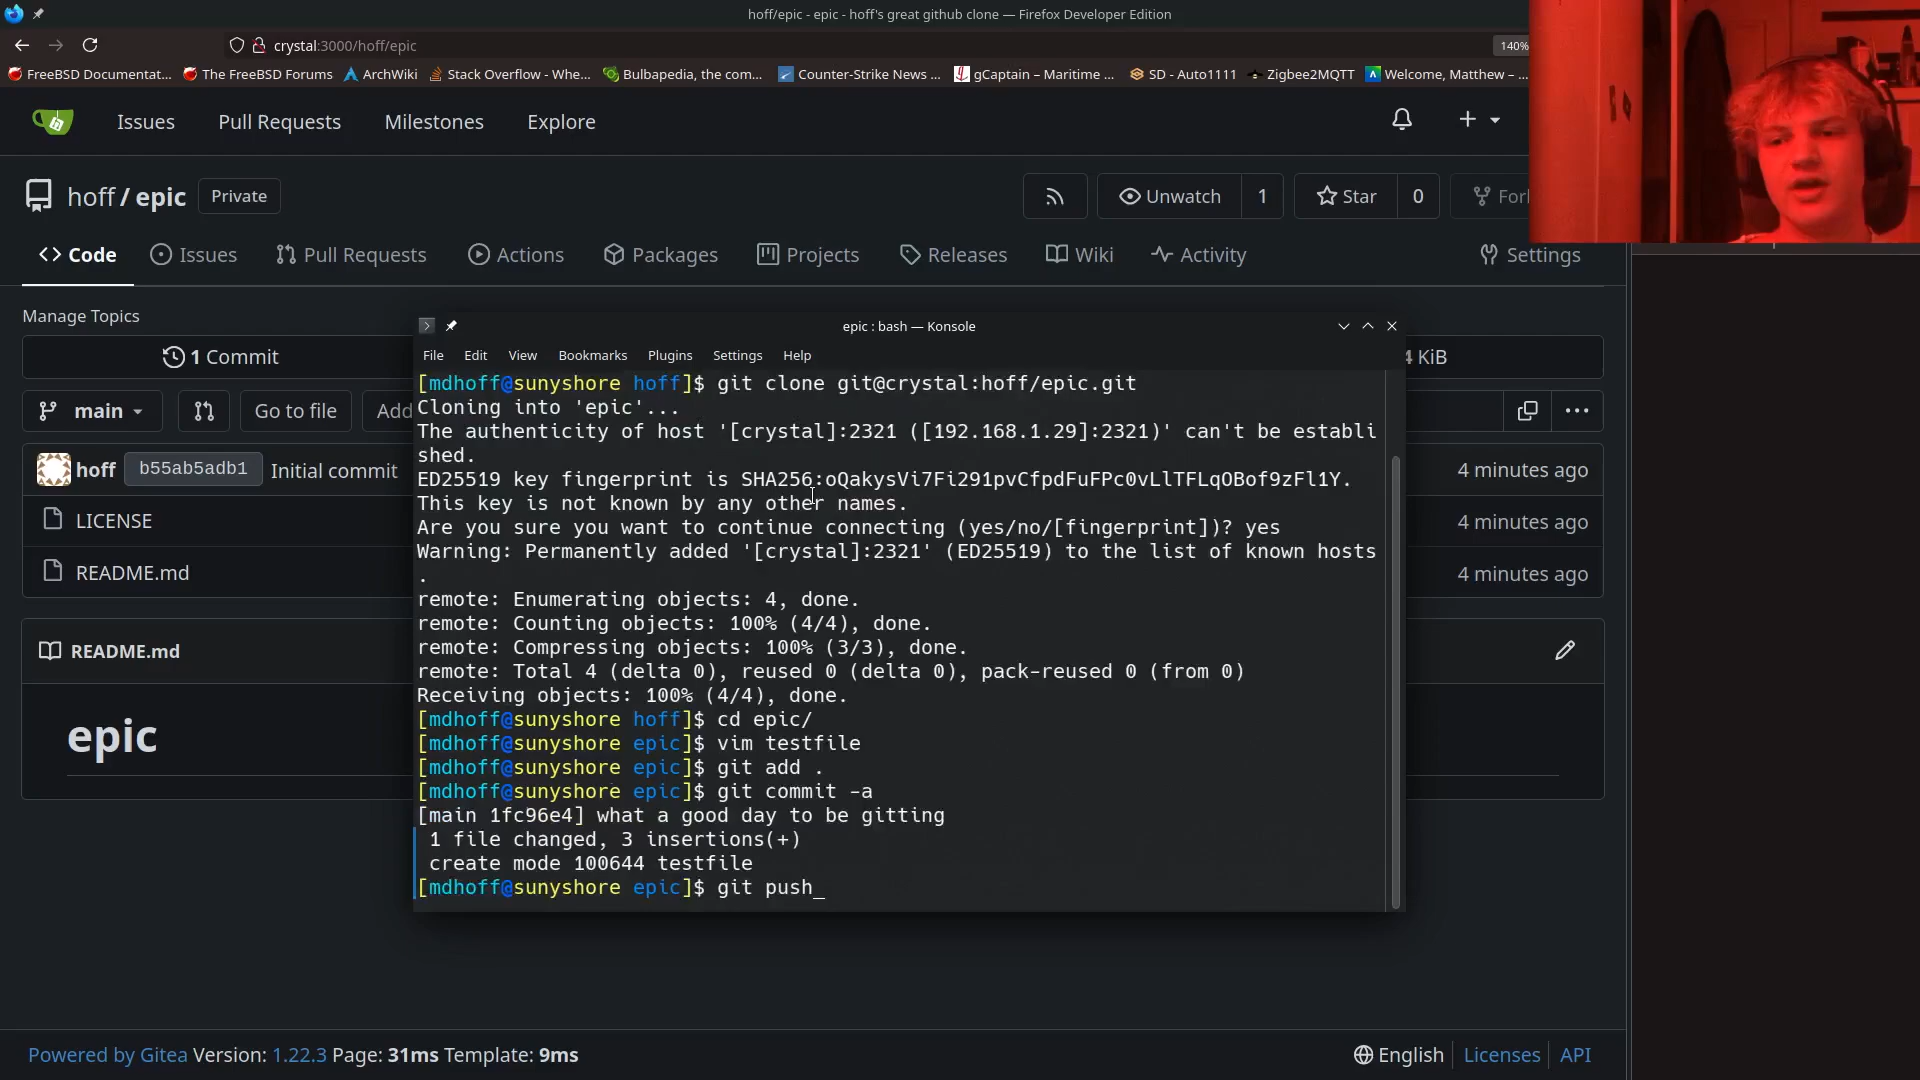 hoff/epic - epic - hoff's great github clone — Firefox Developer Edition
crystal:3000/hoff/epic
140%
FreeBSD Documentat...
The FreeBSD Forums
ArchWiki
Stack Overflow - Whe...
Bulbapedia, the com...
Counter-Strike News ...
gCaptain – Maritime ...
SD - Auto1111
Zigbee2MQTT
Welcome, Matthew – ...
Issues
Pull Requests
Milestones
Explore
hoff / epic
Private
Unwatch
1
Star
0
Code
Issues
Pull Requests
Actions
Packages
Projects
Releases
Wiki
Activity
Settings
Manage Topics
1 Commit
KiB
main
Go to file
hoff
b55ab5adb1
Initial commit
4 minutes ago
LICENSE
4 minutes ago
README.md
4 minutes ago
README.md
epic
epic : bash — Konsole
File Edit View Bookmarks Plugins Settings Help
[mdhoff@sunyshore hoff]$ git clone git@crystal:hoff/epic.git
Cloning into 'epic'...
The authenticity of host '[crystal]:2321 ([192.168.1.29]:2321)' can't be establi
shed.
ED25519 key fingerprint is SHA256:oQakysVi7Fi291pvCfpdFuFPc0vLlTFLqOBof9zFl1Y.
This key is not known by any other names.
Are you sure you want to continue connecting (yes/no/[fingerprint])? yes
Warning: Permanently added '[crystal]:2321' (ED25519) to the list of known hosts
.
remote: Enumerating objects: 4, done.
remote: Counting objects: 100% (4/4), done.
remote: Compressing objects: 100% (3/3), done.
remote: Total 4 (delta 0), reused 0 (delta 0), pack-reused 0 (from 0)
Receiving objects: 100% (4/4), done.
[mdhoff@sunyshore hoff]$ cd epic/
[mdhoff@sunyshore epic]$ vim testfile
[mdhoff@sunyshore epic]$ git add .
[mdhoff@sunyshore epic]$ git commit -a
[main 1fc96e4] what a good day to be gitting
1 file changed, 3 insertions(+)
create mode 100644 testfile
[mdhoff@sunyshore epic]$ git push_
Powered by Gitea Version: 1.22.3 Page: 31ms Template: 9ms
English
Licenses
API